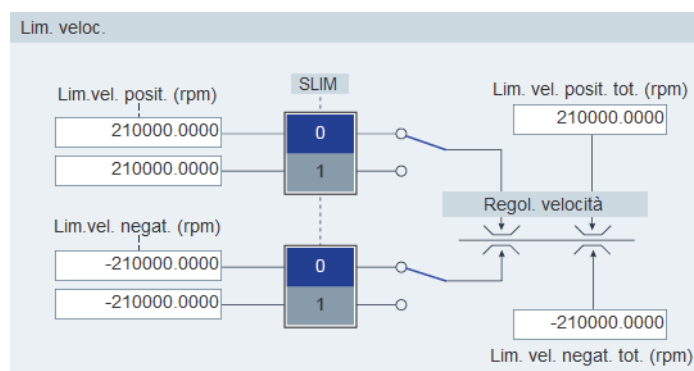 Lim. veloc.
SLIM
Lim.vel. posit. (rpm)
210000.0000
0
210000.0000
1
Lim. vel. posit. tot. (rpm)
210000.0000
Regol. velocità
Lim.vel. negat. (rpm)
-210000.0000
0
-210000.0000
1
-210000.0000
Lim. vel. negat. tot. (rpm)